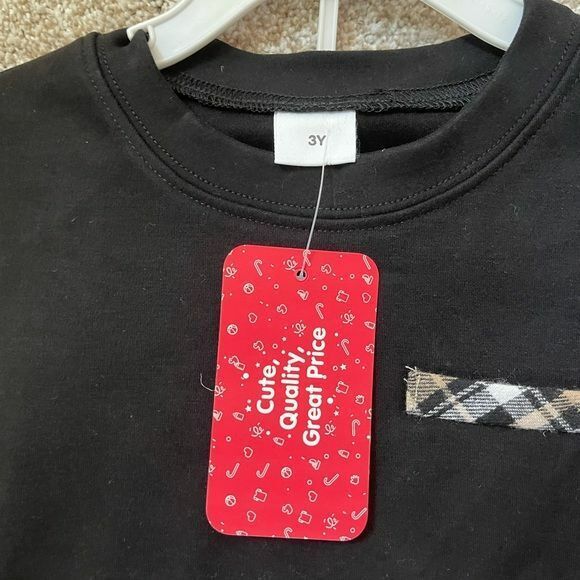 3Y
Cute,
Quality,
Great Price